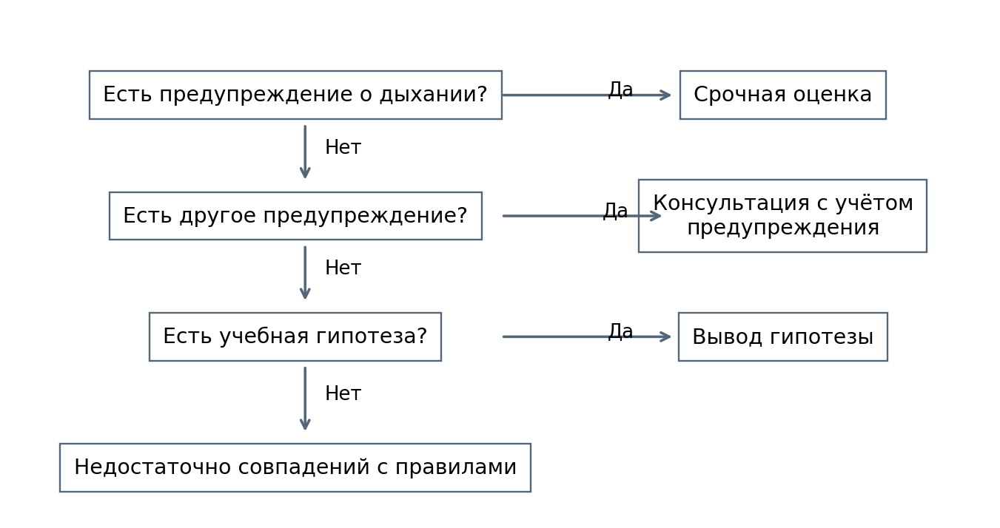 Есть предупреждение о дыхании?
Да
Срочная оценка
Нет
Есть другое предупреждение?
Да
Консультация с учётом
предупреждения
Нет
Есть учебная гипотеза?
Да
Вывод гипотезы
Нет
Недостаточно совпадений с правилами